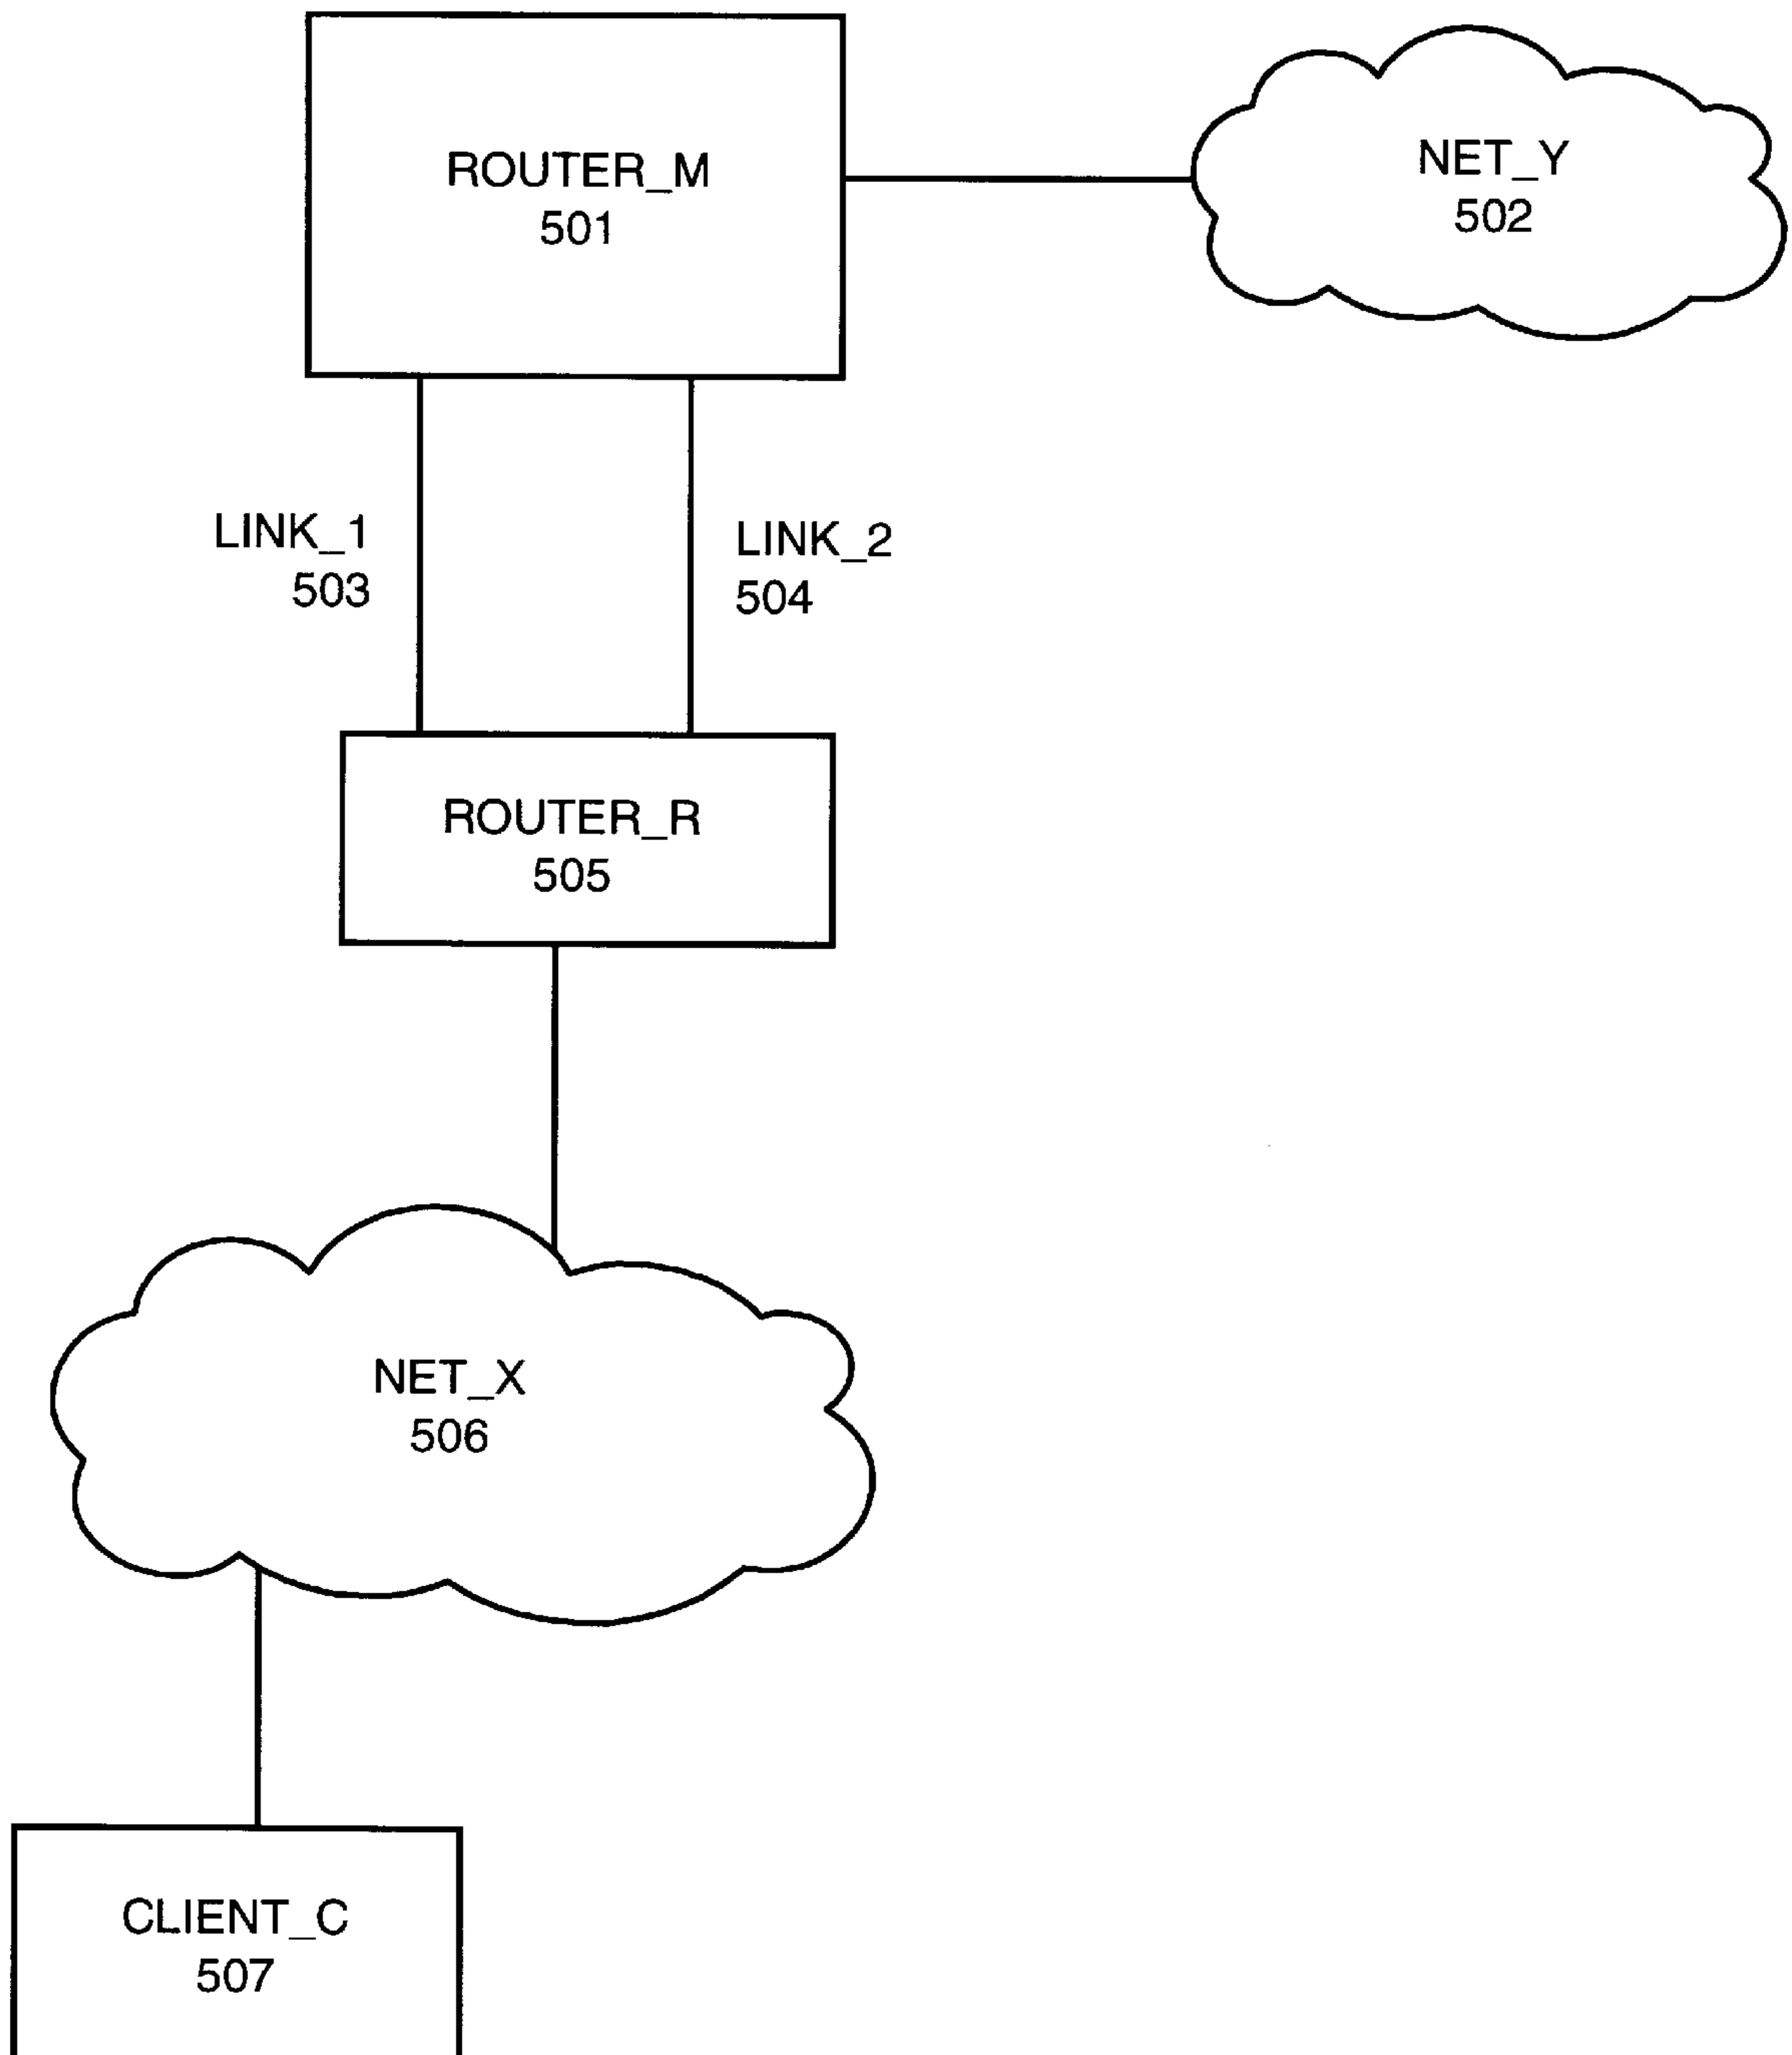 ROUTER_M
501
NET_Y
502
LINK_1
503
LINK_2
504
ROUTER_R
505
NET_X
506
CLIENT_C
507